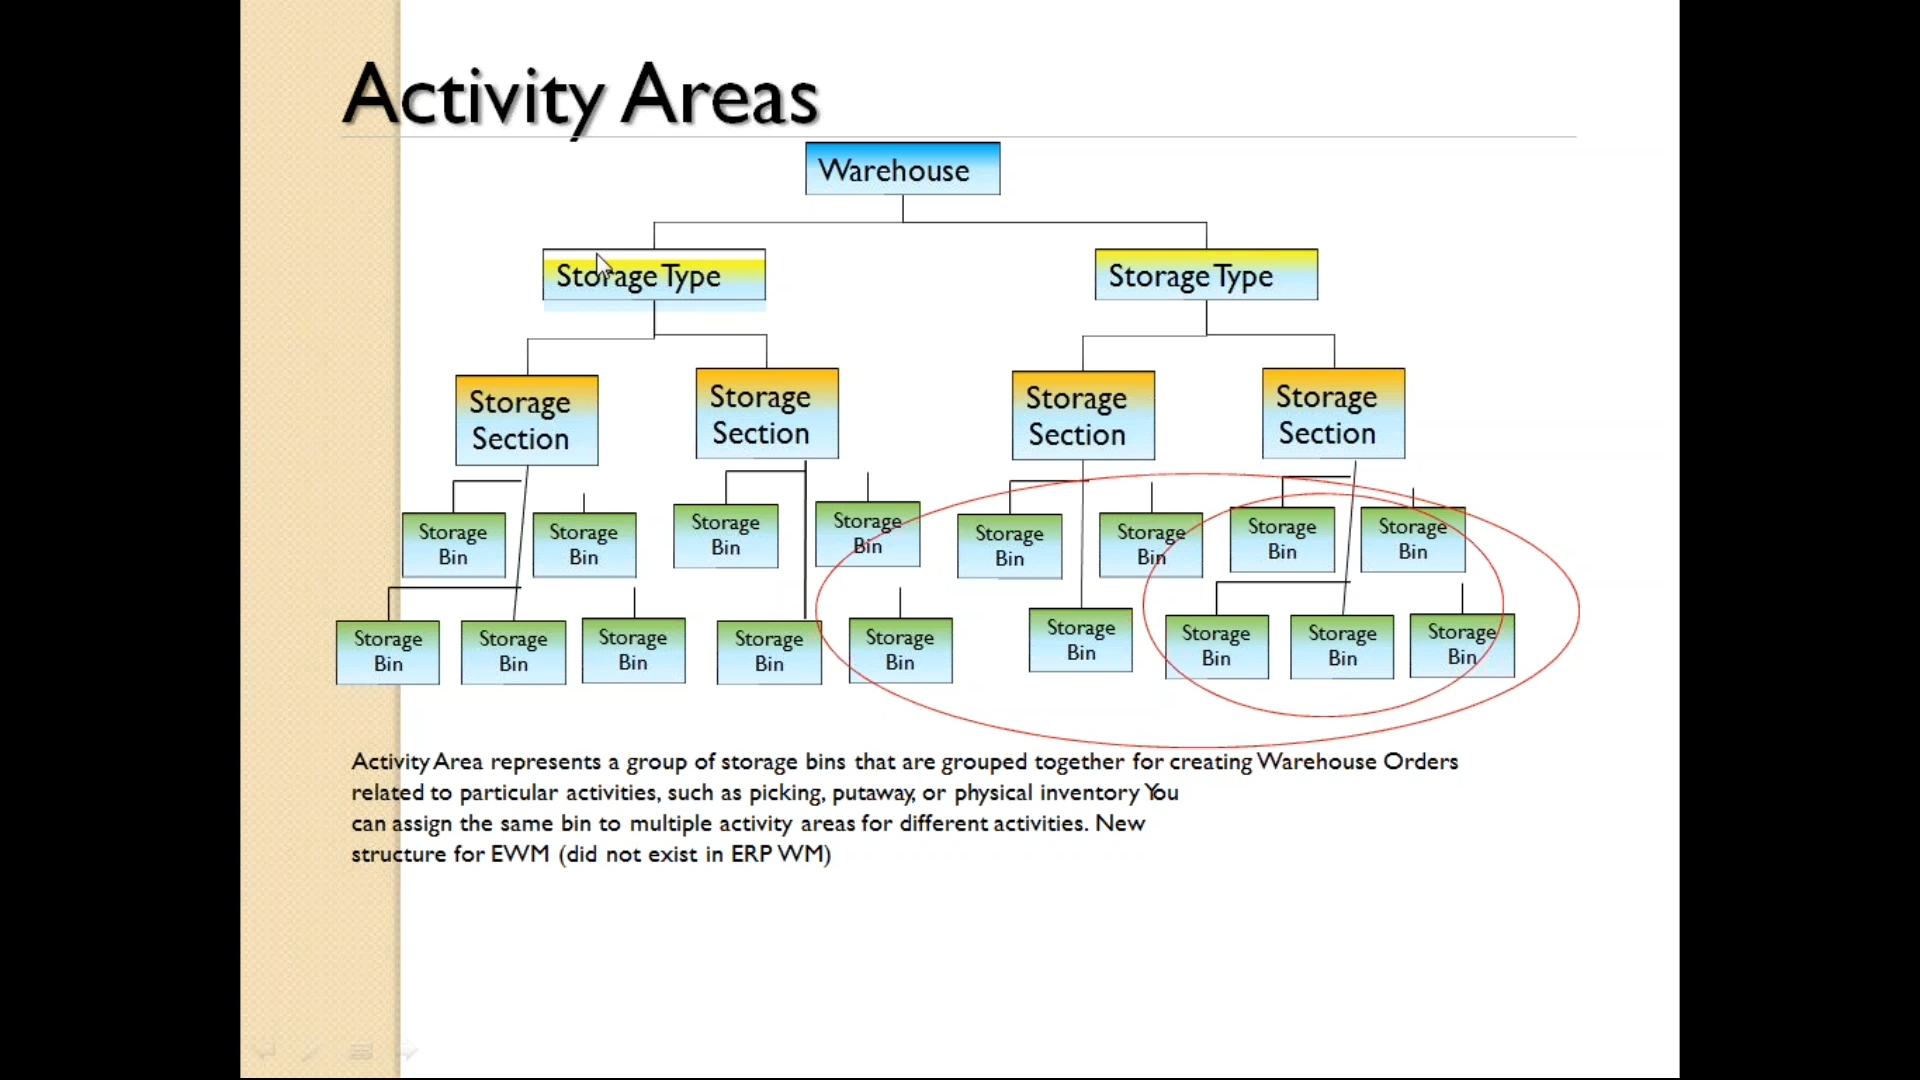 Activity Areas
Warehouse
Storage Type
Storage Type
Storage
Section
Storage
Section
Storage
Section
Storage
Section
Storage
Bin
Storage
Bin
Storage
Bin
Storage
Bin
Storage
Bin
Storage
Bin
Storage
Bin
Storage
Bin
Storage
Bin
Storage
Bin
Storage
Bin
Storage
Bin
Storage
Bin
Storage
Bin
Storage
Bin
Storage
Bin
Storage
Bin
Activity Area represents a group of storage bins that are grouped together for creating Warehouse Orders
related to particular activities, such as picking, putaway, or physical inventory You
can assign the same bin to multiple activity areas for different activities. New
structure for EWM (did not exist in ERP WM)